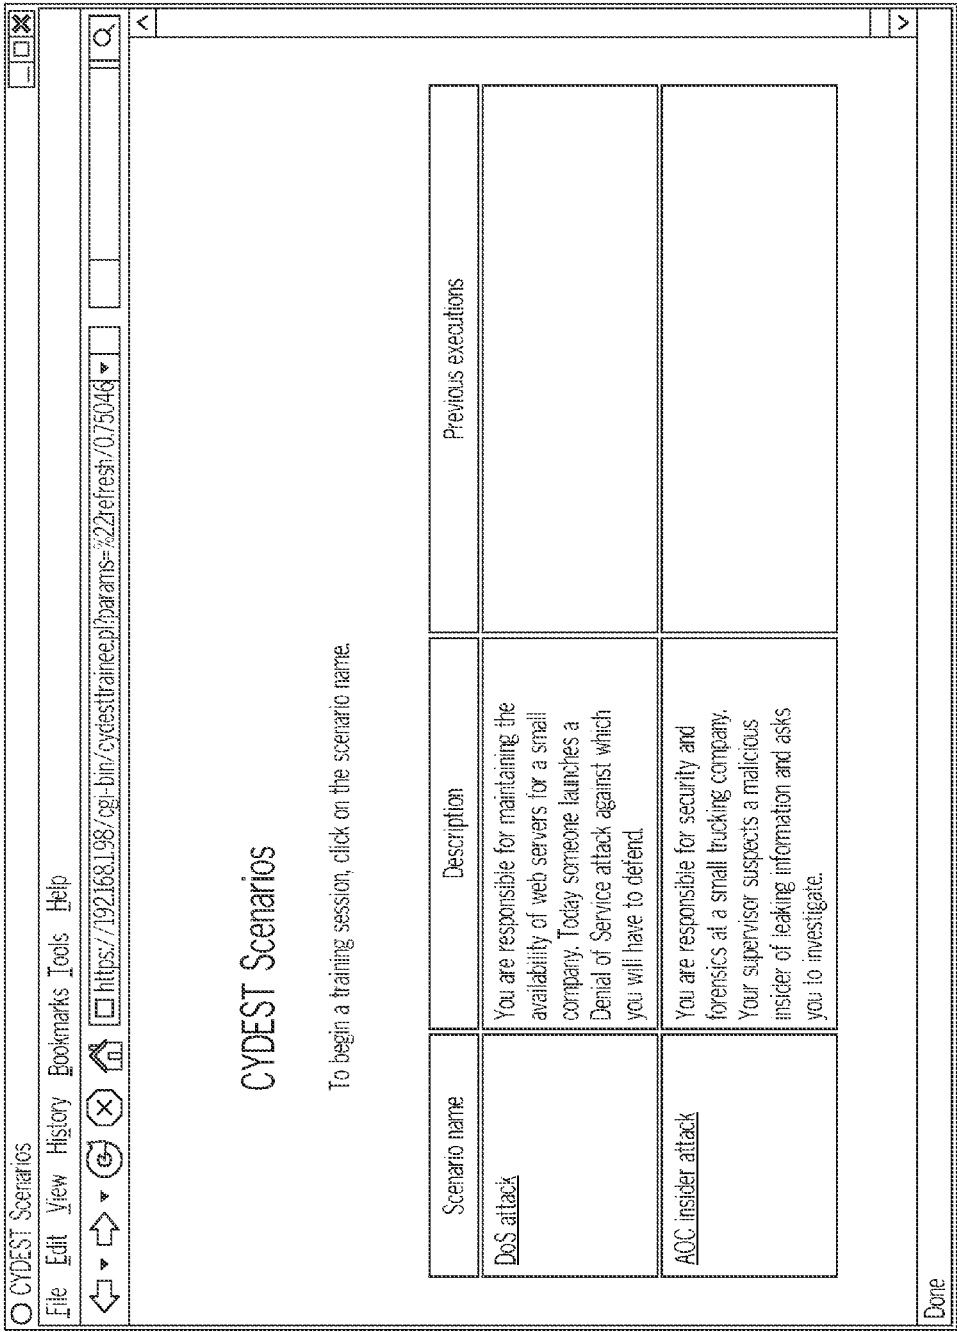 CYDEST Scenarios
File Edit View History Bookmarks Tools Help
https://192.168.1.98/cgi-bin/cydesttrainee.pl?params=%22refresh/0.75046
CYDEST Scenarios
To begin a training session, click on the scenario name.
Scenario name Description Previous executions
DoS attack
You are responsible for maintaining the
availability of web servers for a small
company. Today someone launches a
Denial of Service attack against which
you will have to defend.
AOC insider attack
You are responsible for security and
forensics at a small trucking company.
Your supervisor suspects a malicious
insider of leaking information and asks
you to investigate.
Done